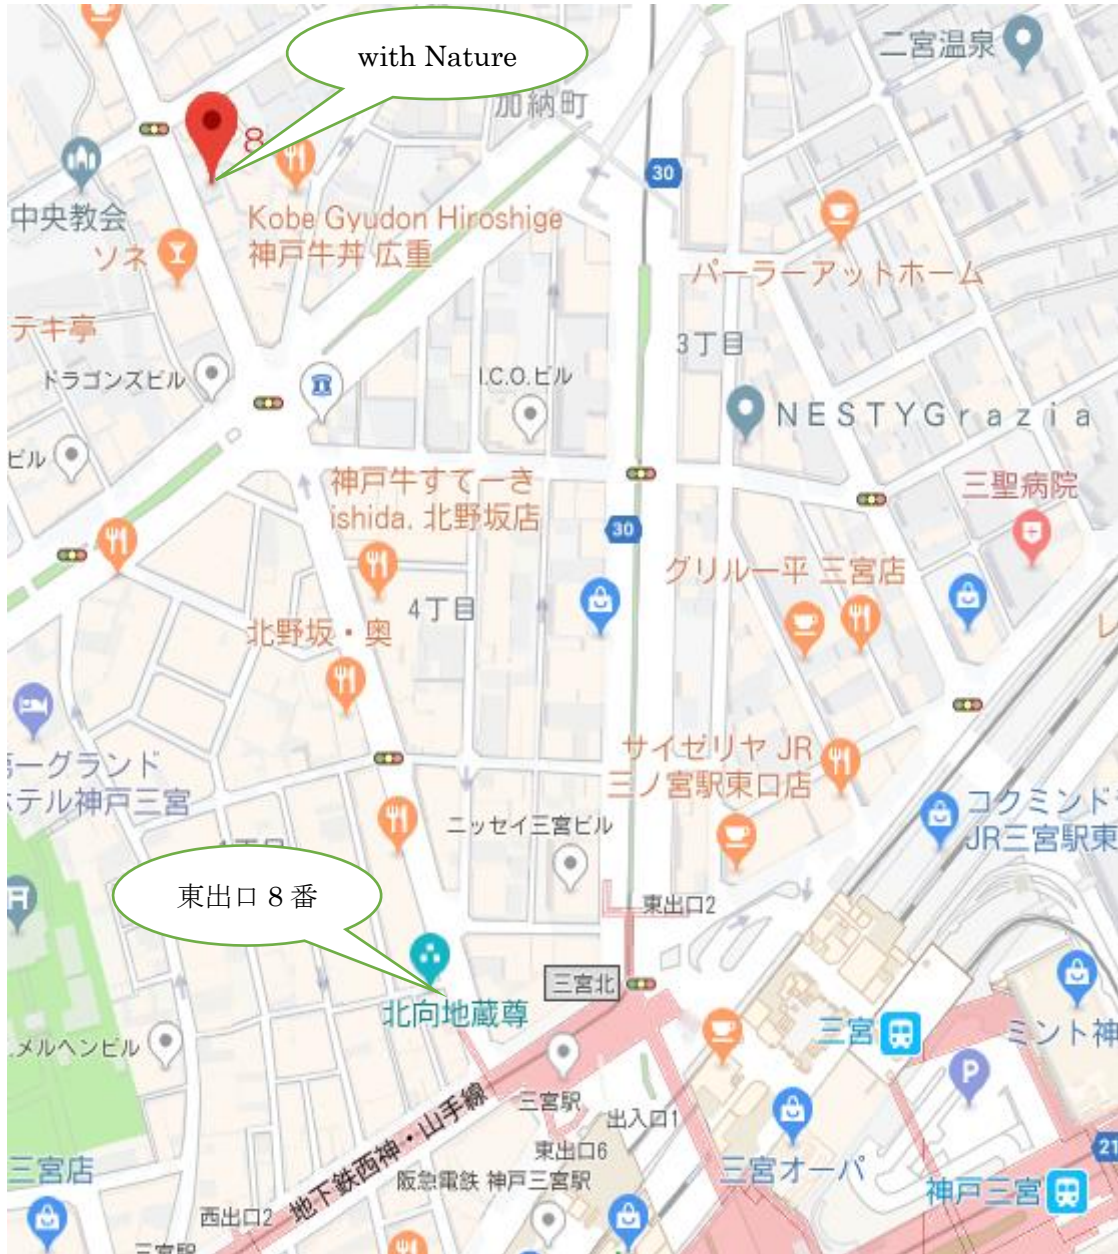 with Nature
二宮温泉
加納町
8
30
中央教会
Kobe Gyudon Hiroshige
神戸牛丼 広重
ソネ
パーラーアットホーム
テキ亭
3丁目
ドラゴンズビル
I.C.O.ビル
NESTYGrazia
ビル
神戸牛すてーき
ishida. 北野坂店
三聖病院
30
グリル一平 三宮店
4丁目
北野坂・奥
レ
サイゼリヤ JR
三ノ宮駅東口店
ーグランド
ホテル神戸三宮
コクミンド
JR三宮駅東
ニッセイ三宮ビル
東出口 8 番
東出口2
三宮北
北向地蔵尊
三宮
ミント神
メルヘンビル
P
三宮駅
出入口1
地下鉄西神・山手線
東出口6
三宮店
阪急電鉄 神戸三宮駅
三宮オーパ
21
神戸三宮
西出口2
三宮駅